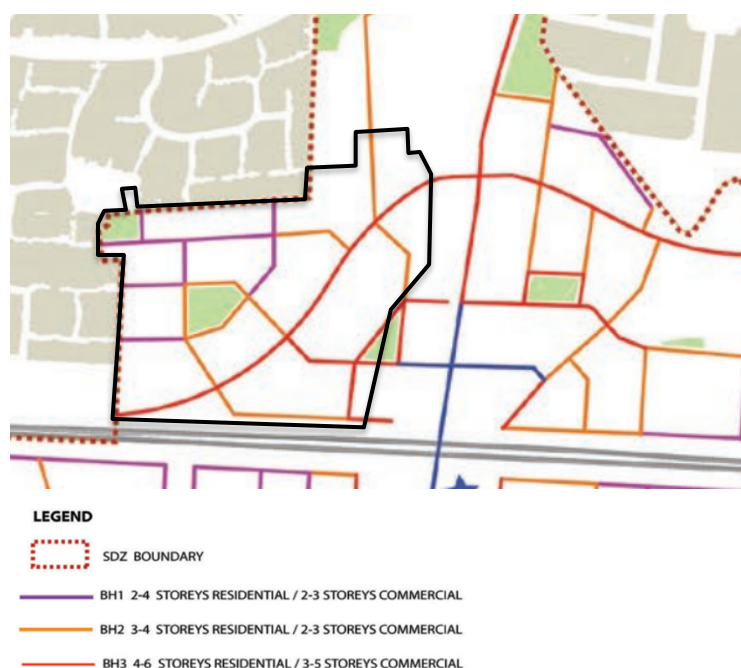 LEGEND
SDZ BOUNDARY
BH1 2-4 STOREYS RESIDENTIAL / 2-3 STOREYS COMMERCIAL
BH2 3-4 STOREYS RESIDENTIAL / 2-3 STOREYS COMMERCIAL
BH3 4-6 STOREYS RESIDENTIAL / 3-5 STOREYS COMMERCIAL